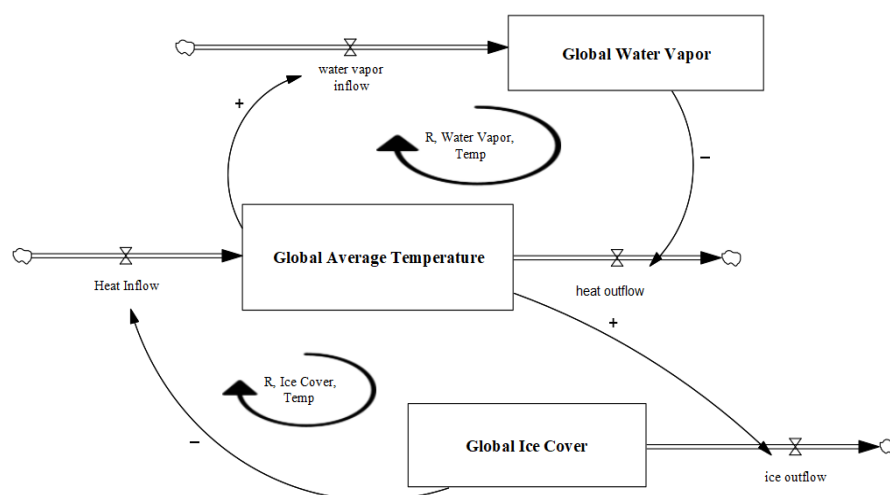 Global Water Vapor
water vapor
inflow
+
R, Water Vapor,
Temp
–
Global Average Temperature
Heat Inflow
heat outflow
+
R, Ice Cover,
Temp
–
Global Ice Cover
ice outflow